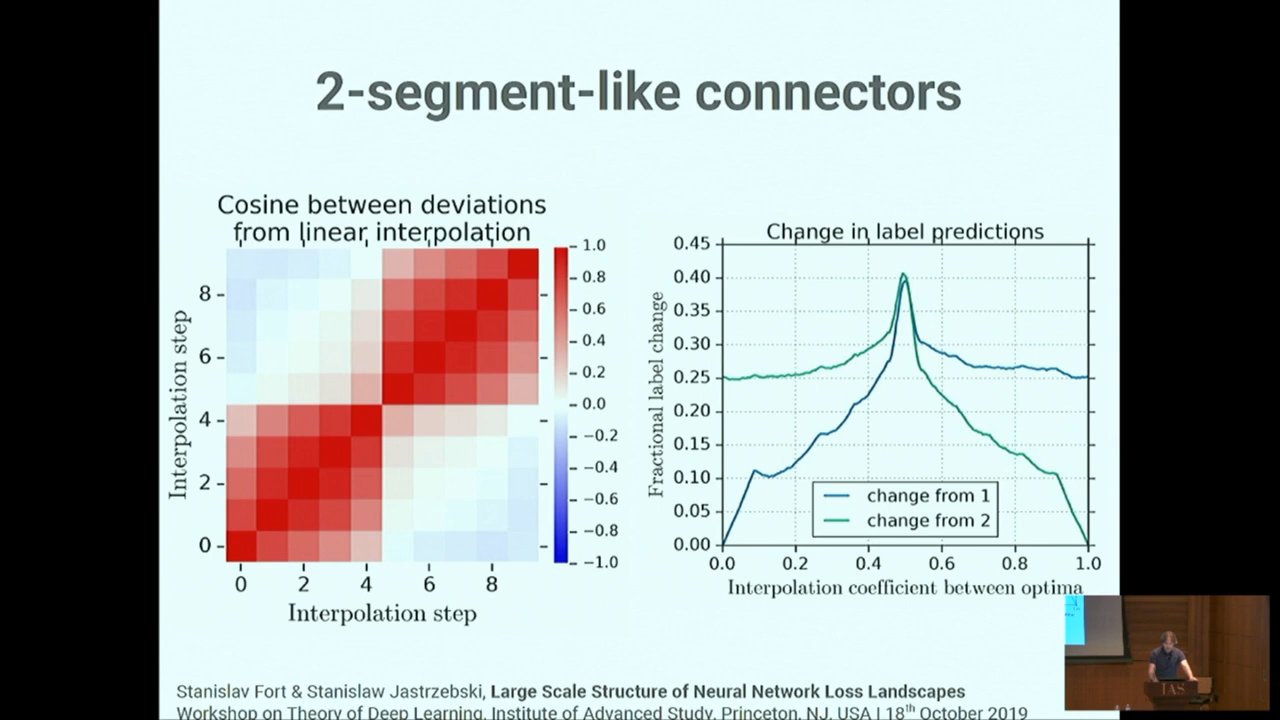 2-segment-like connectors
Cosine between deviations
from linear interpolation
Interpolation step
8
6
4
2
0
0 2 4 6 8
Interpolation step
1.0
0.8
0.6
0.4
0.2
0.0
−0.2
−0.4
−0.6
−0.8
−1.0
Change in label predictions
Fractional label change
0.45
0.40
0.35
0.30
0.25
0.20
0.15
0.10
0.05
0.00
change from 1
change from 2
0.0 0.2 0.4 0.6 0.8 1.0
Interpolation coefficient between optima
Stanislav Fort & Stanislaw Jastrzebski, Large Scale Structure of Neural Network Loss Landscapes
Workshop on Theory of Deep Learning, Institute of Advanced Study, Princeton, NJ, USA | 18th October 2019
IAS